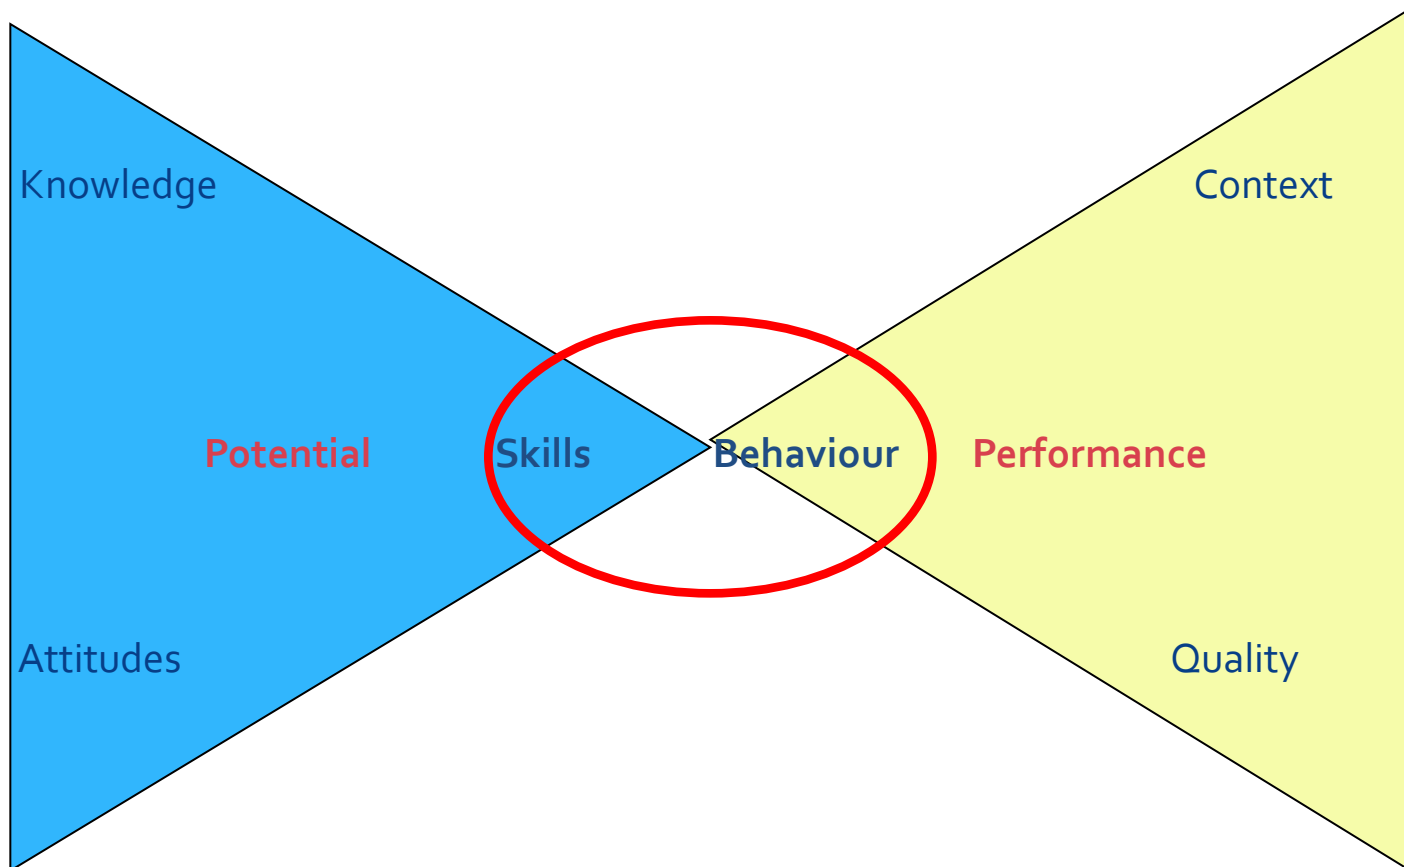 Knowledge
Context
Potential Skills Behaviour Performance
Attitudes
Quality